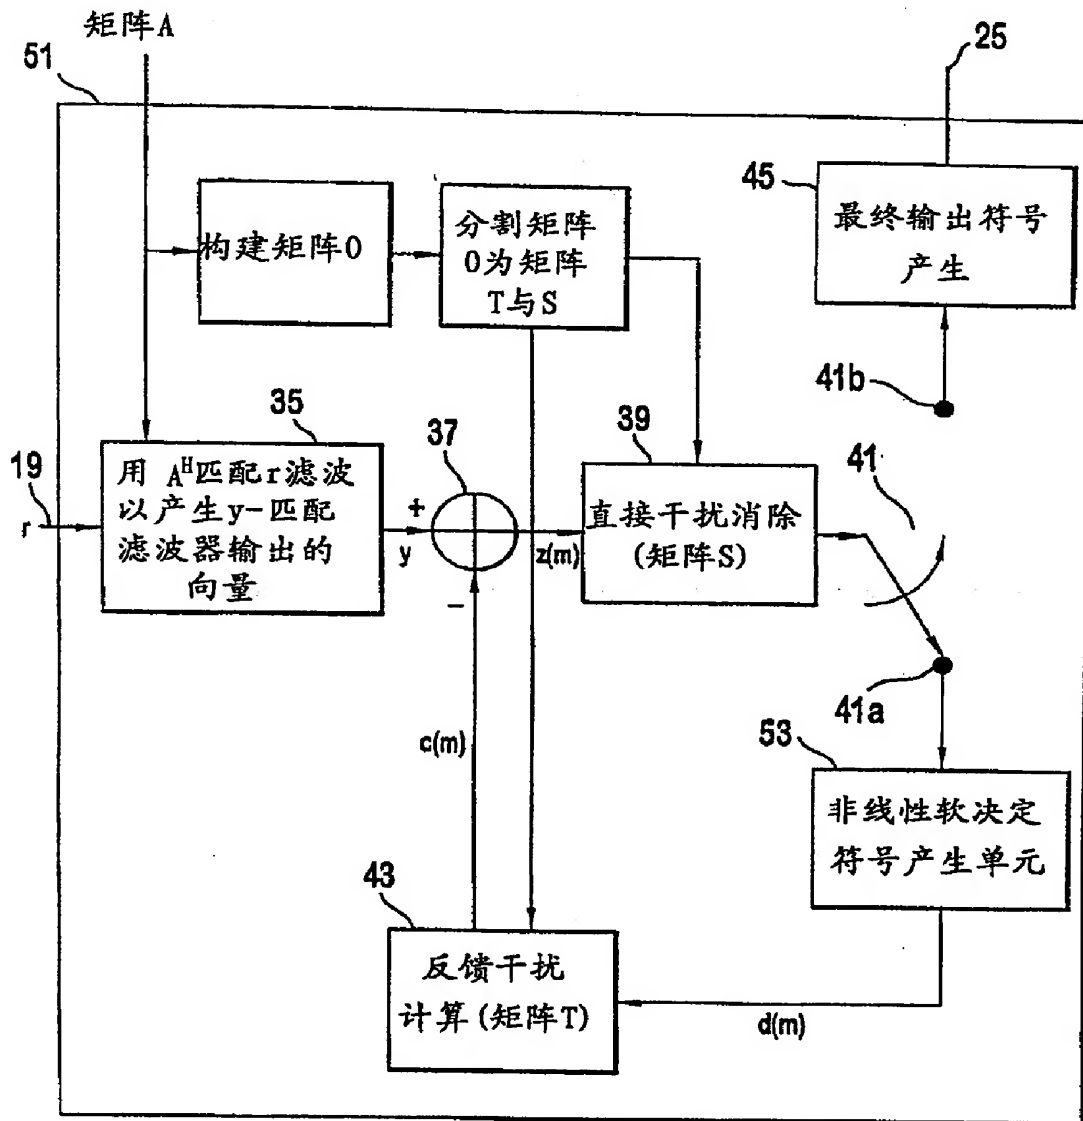 矩阵A
51
25
45
最终输出符号
产生
构建矩阵O
分割矩阵
O为矩阵
T与S
41b
35
37
39
41
19
r
用 A^H匹配r滤波
以产生y-匹配
滤波器输出的
向量
+
y
−
z(m)
直接干扰消除
(矩阵S)
41a
c(m)
53
非线性软决定
符号产生单元
43
反馈干扰
计算(矩阵T)
d(m)